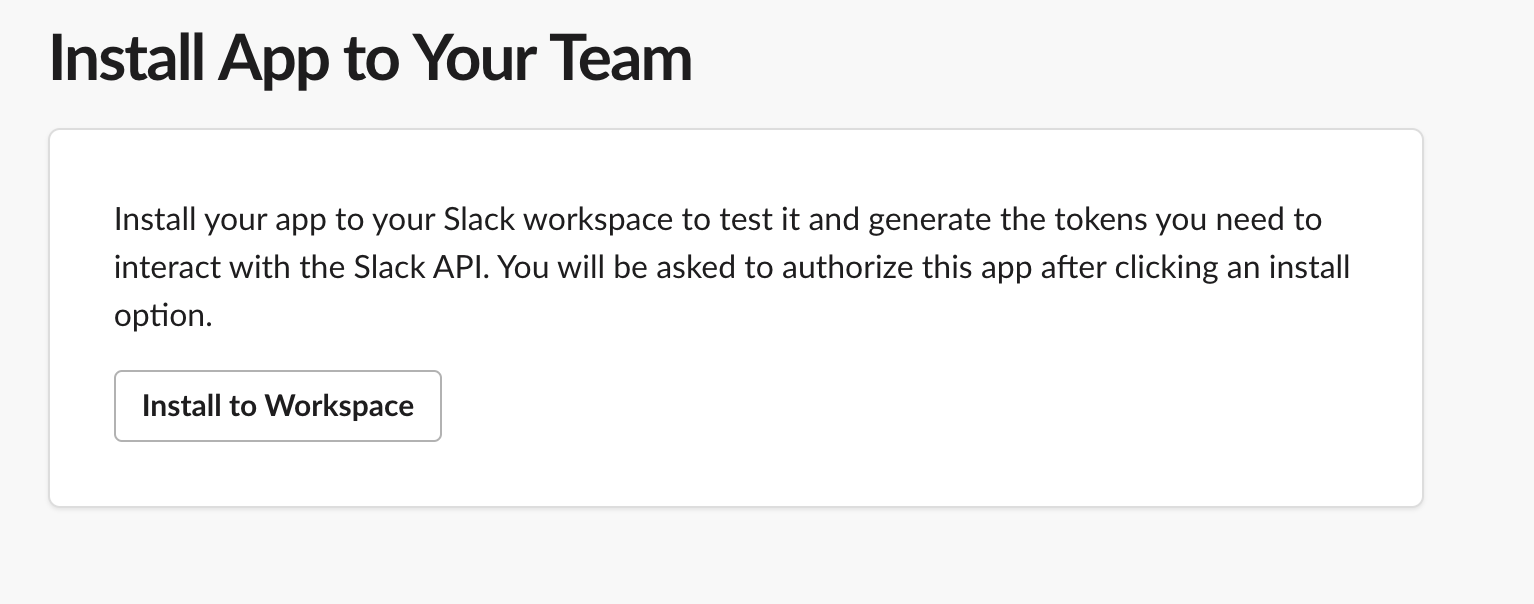 Install App to Your Team
Install your app to your Slack workspace to test it and generate the tokens you need to
interact with the Slack API. You will be asked to authorize this app after clicking an install
option.
Install to Workspace